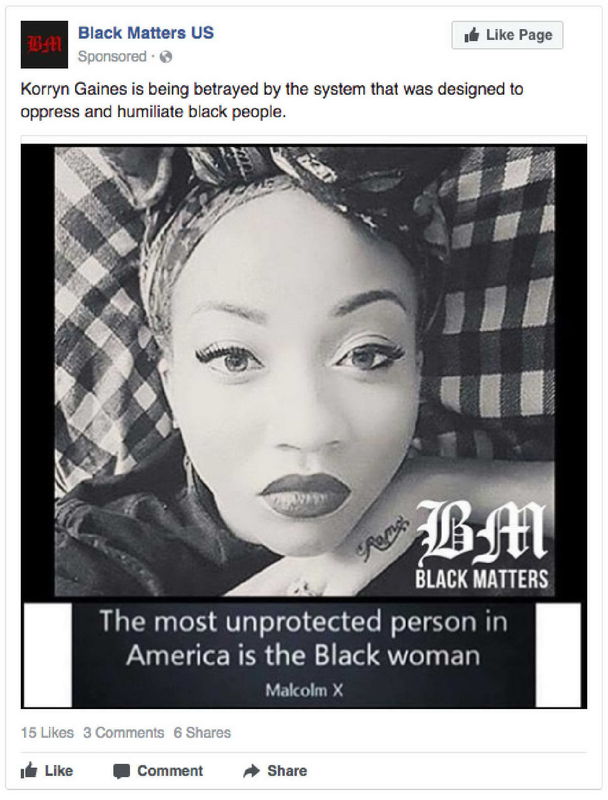 BM
Black Matters US
Sponsored ·
Like Page
Korryn Gaines is being betrayed by the system that was designed to
oppress and humiliate black people.
BM
BLACK MATTERS
The most unprotected person in
America is the Black woman
Malcolm X
15 Likes 3 Comments 6 Shares
Like Comment Share